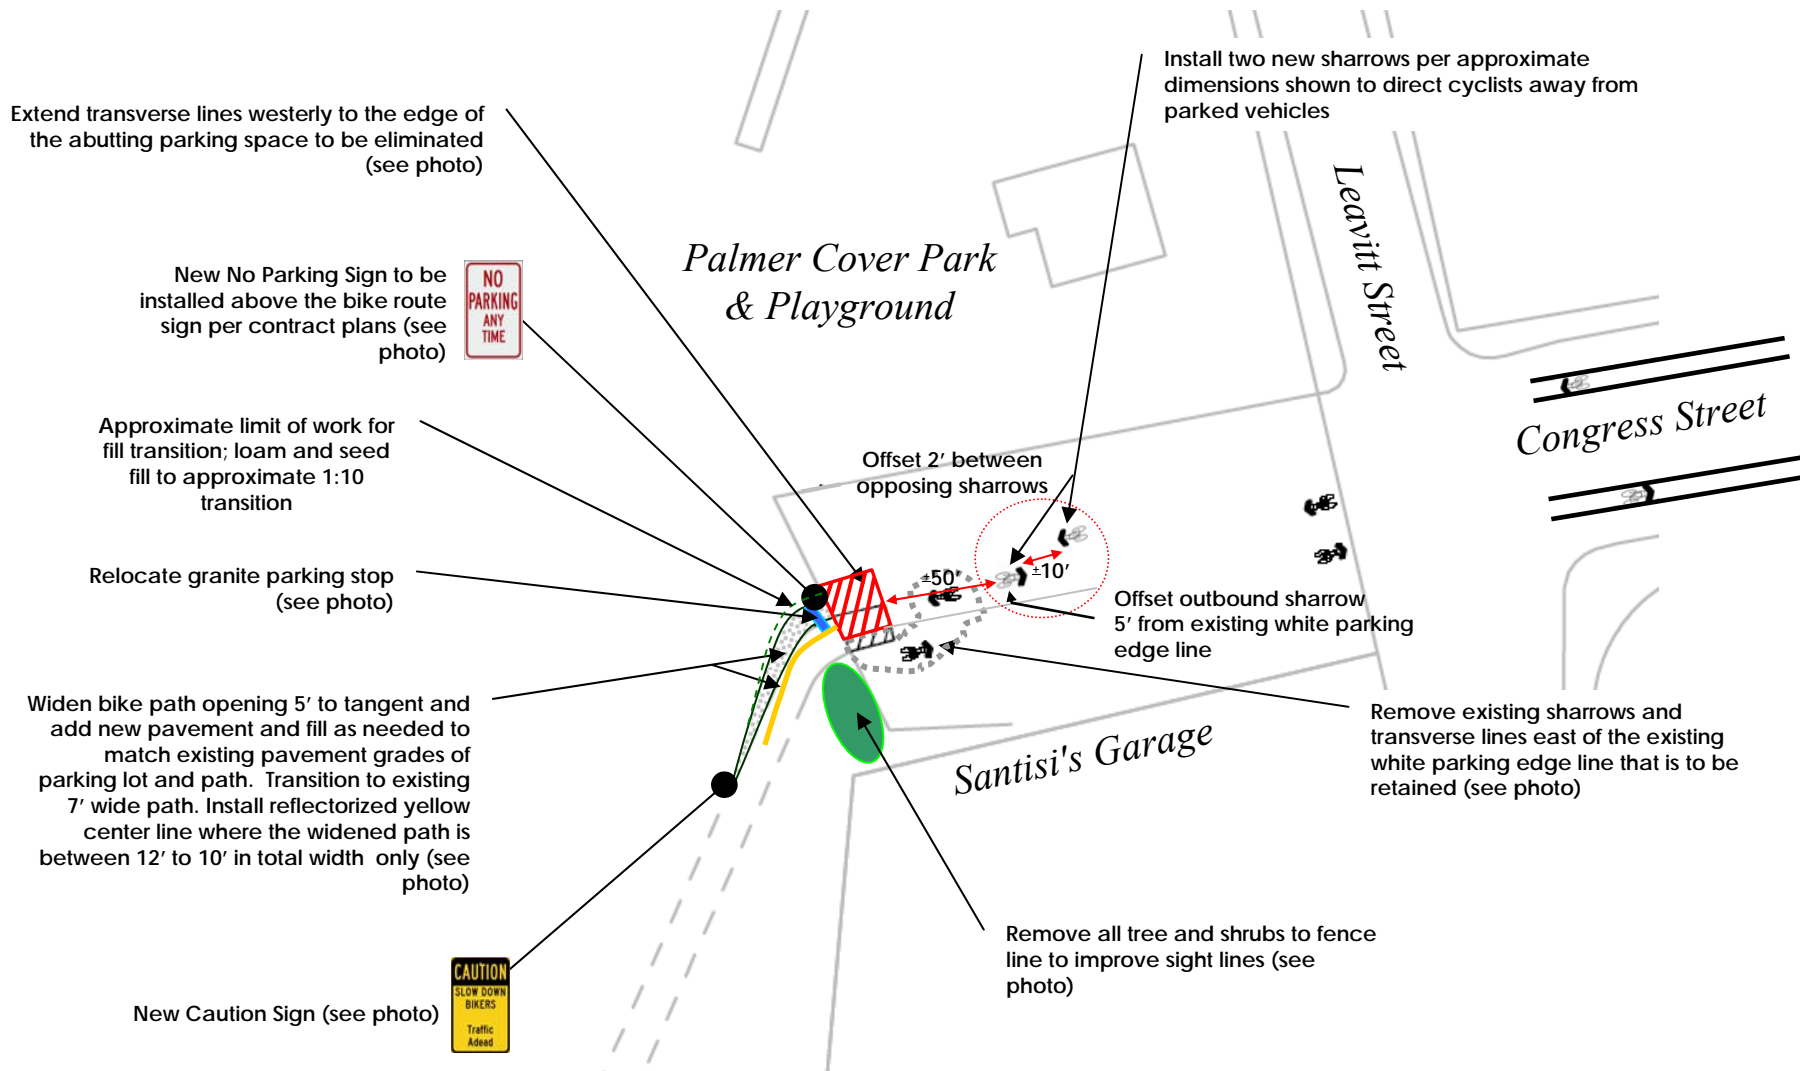 Install two new sharrows per approximate
dimensions shown to direct cyclists away from
parked vehicles
Extend transverse lines westerly to the edge of
the abutting parking space to be eliminated
(see photo)
Leavitt Street
Palmer Cover Park
& Playground
New No Parking Sign to be
installed above the bike route
sign per contract plans (see
photo)
NO
PARKING
ANY
TIME
Congress Street
Approximate limit of work for
fill transition; loam and seed
fill to approximate 1:10
transition
Offset 2’ between
opposing sharrows
Relocate granite parking stop
(see photo)
±50’
±10’
Offset outbound sharrow
5’ from existing white parking
edge line
Widen bike path opening 5’ to tangent and
add new pavement and fill as needed to
match existing pavement grades of
parking lot and path. Transition to existing
7’ wide path. Install reflectorized yellow
center line where the widened path is
between 12’ to 10’ in total width only (see
photo)
Remove existing sharrows and
transverse lines east of the existing
white parking edge line that is to be
retained (see photo)
Santisi's Garage
Remove all tree and shrubs to fence
line to improve sight lines (see
photo)
New Caution Sign (see photo)
CAUTION
SLOW DOWN
BIKERS
Traffic
Adead